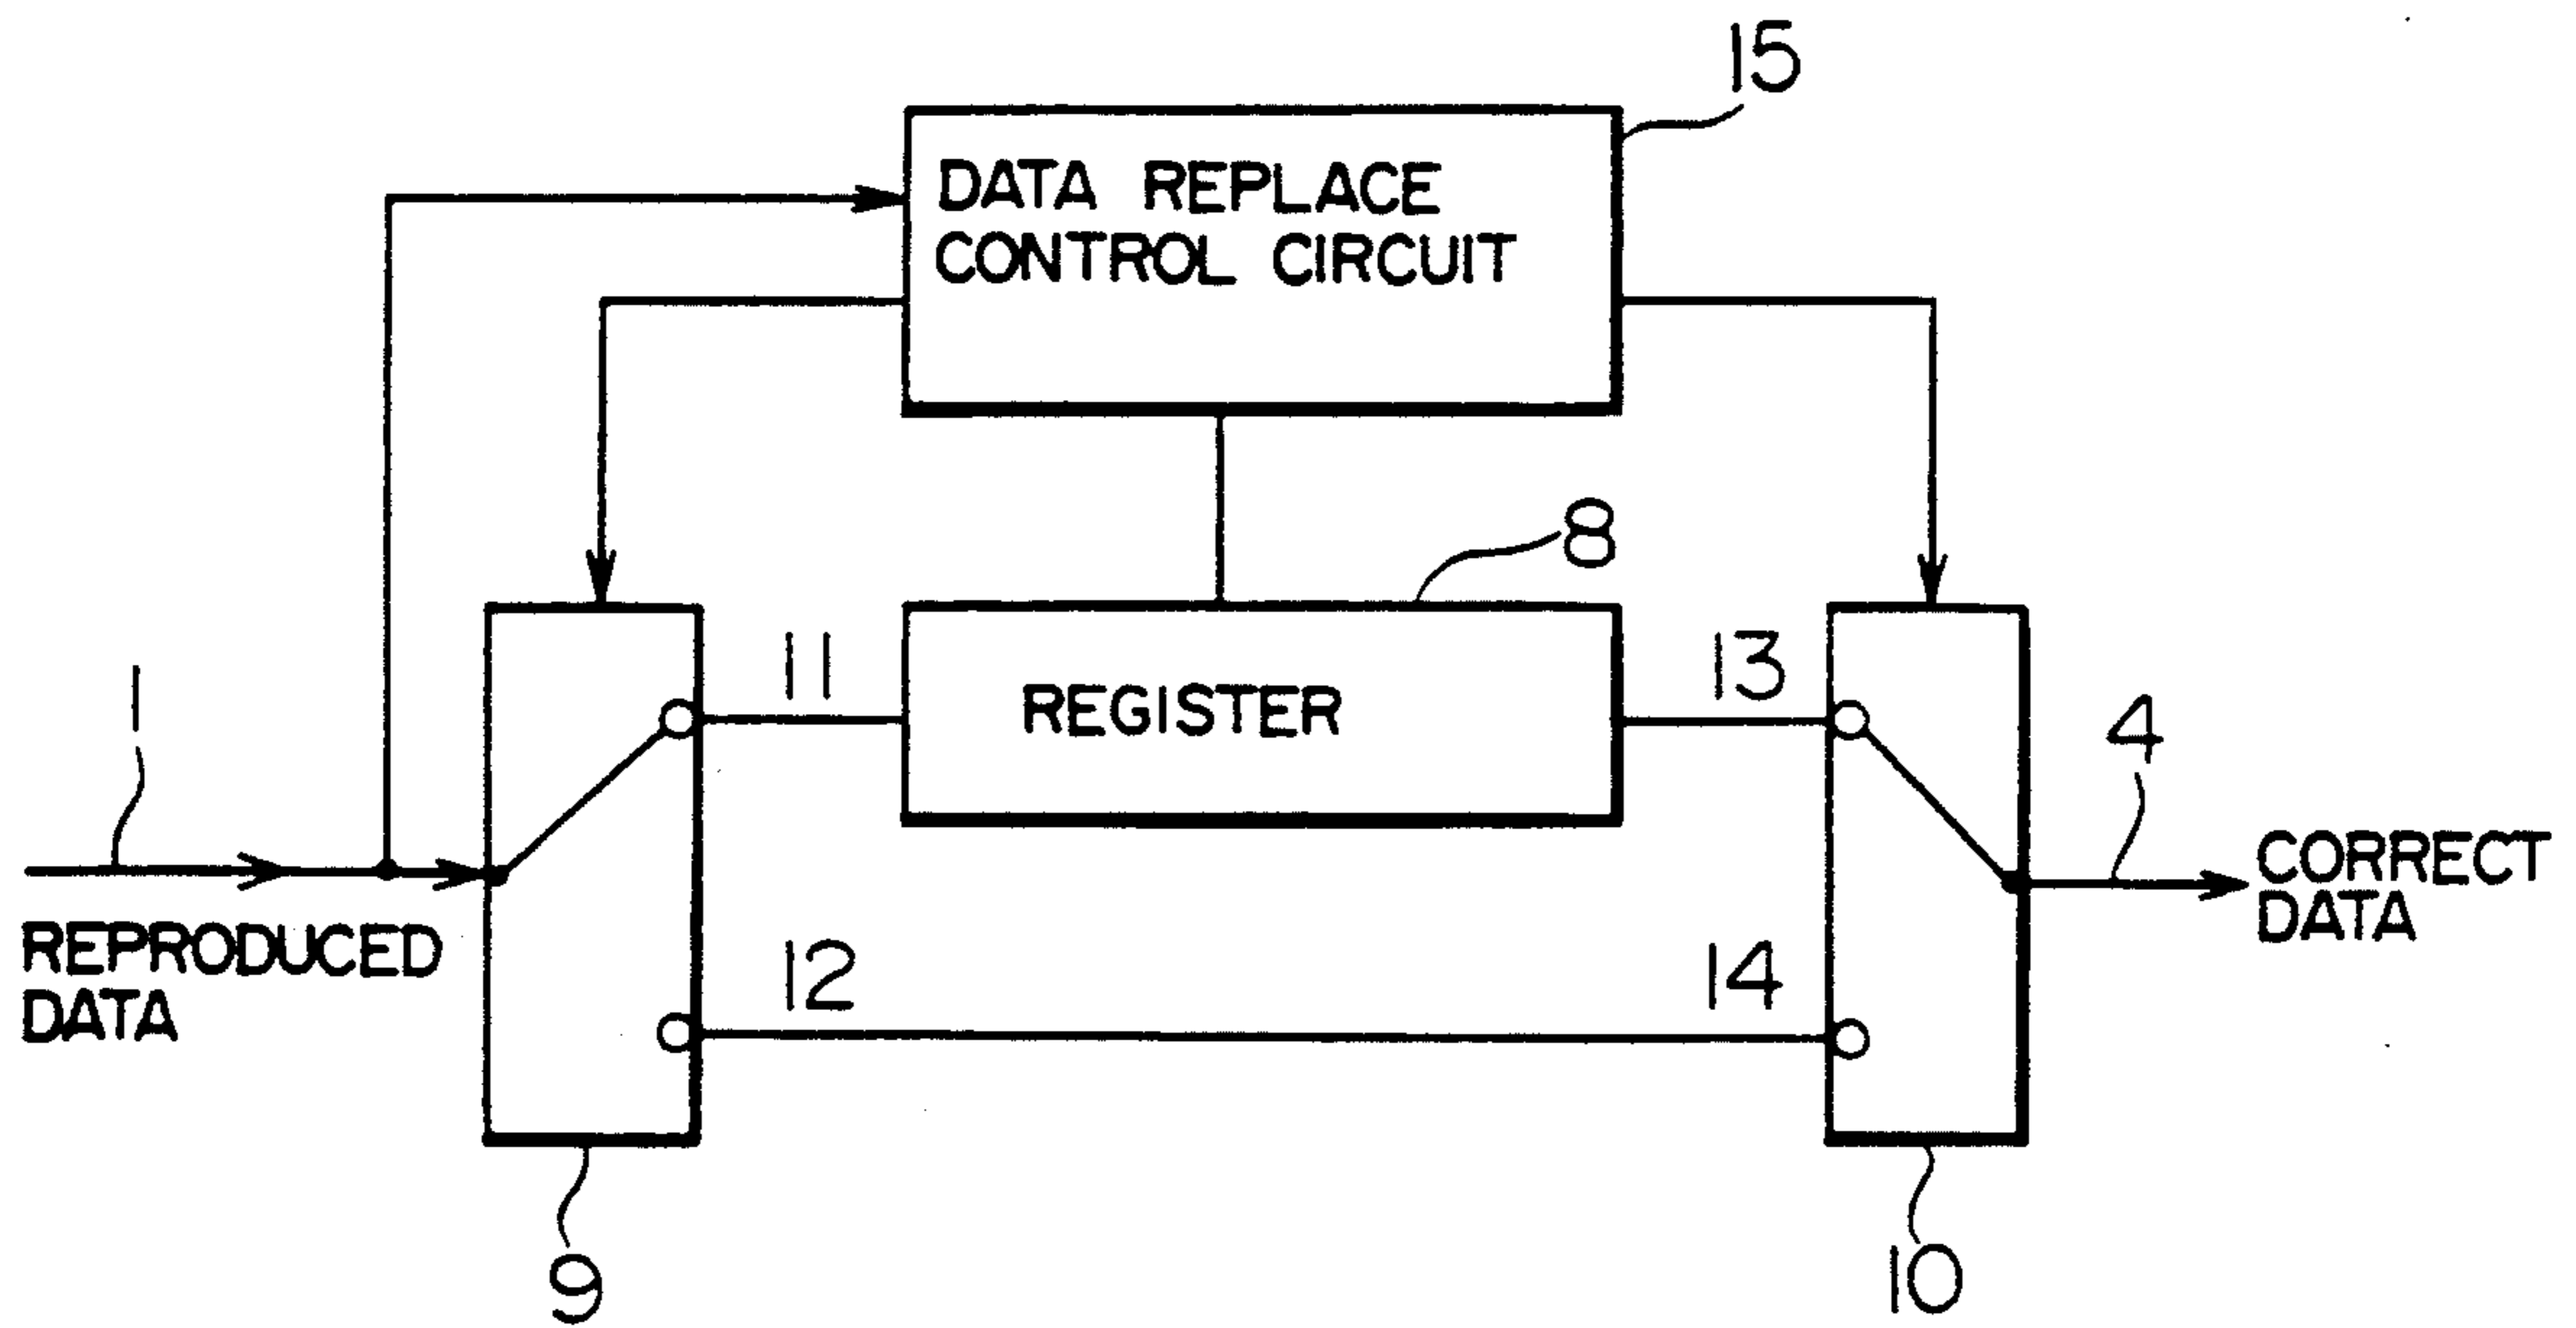 15
DATA REPLACE
CONTROL CIRCUIT
8
1
11
REGISTER
13
4
REPRODUCED
DATA
12
14
CORRECT
DATA
9
10